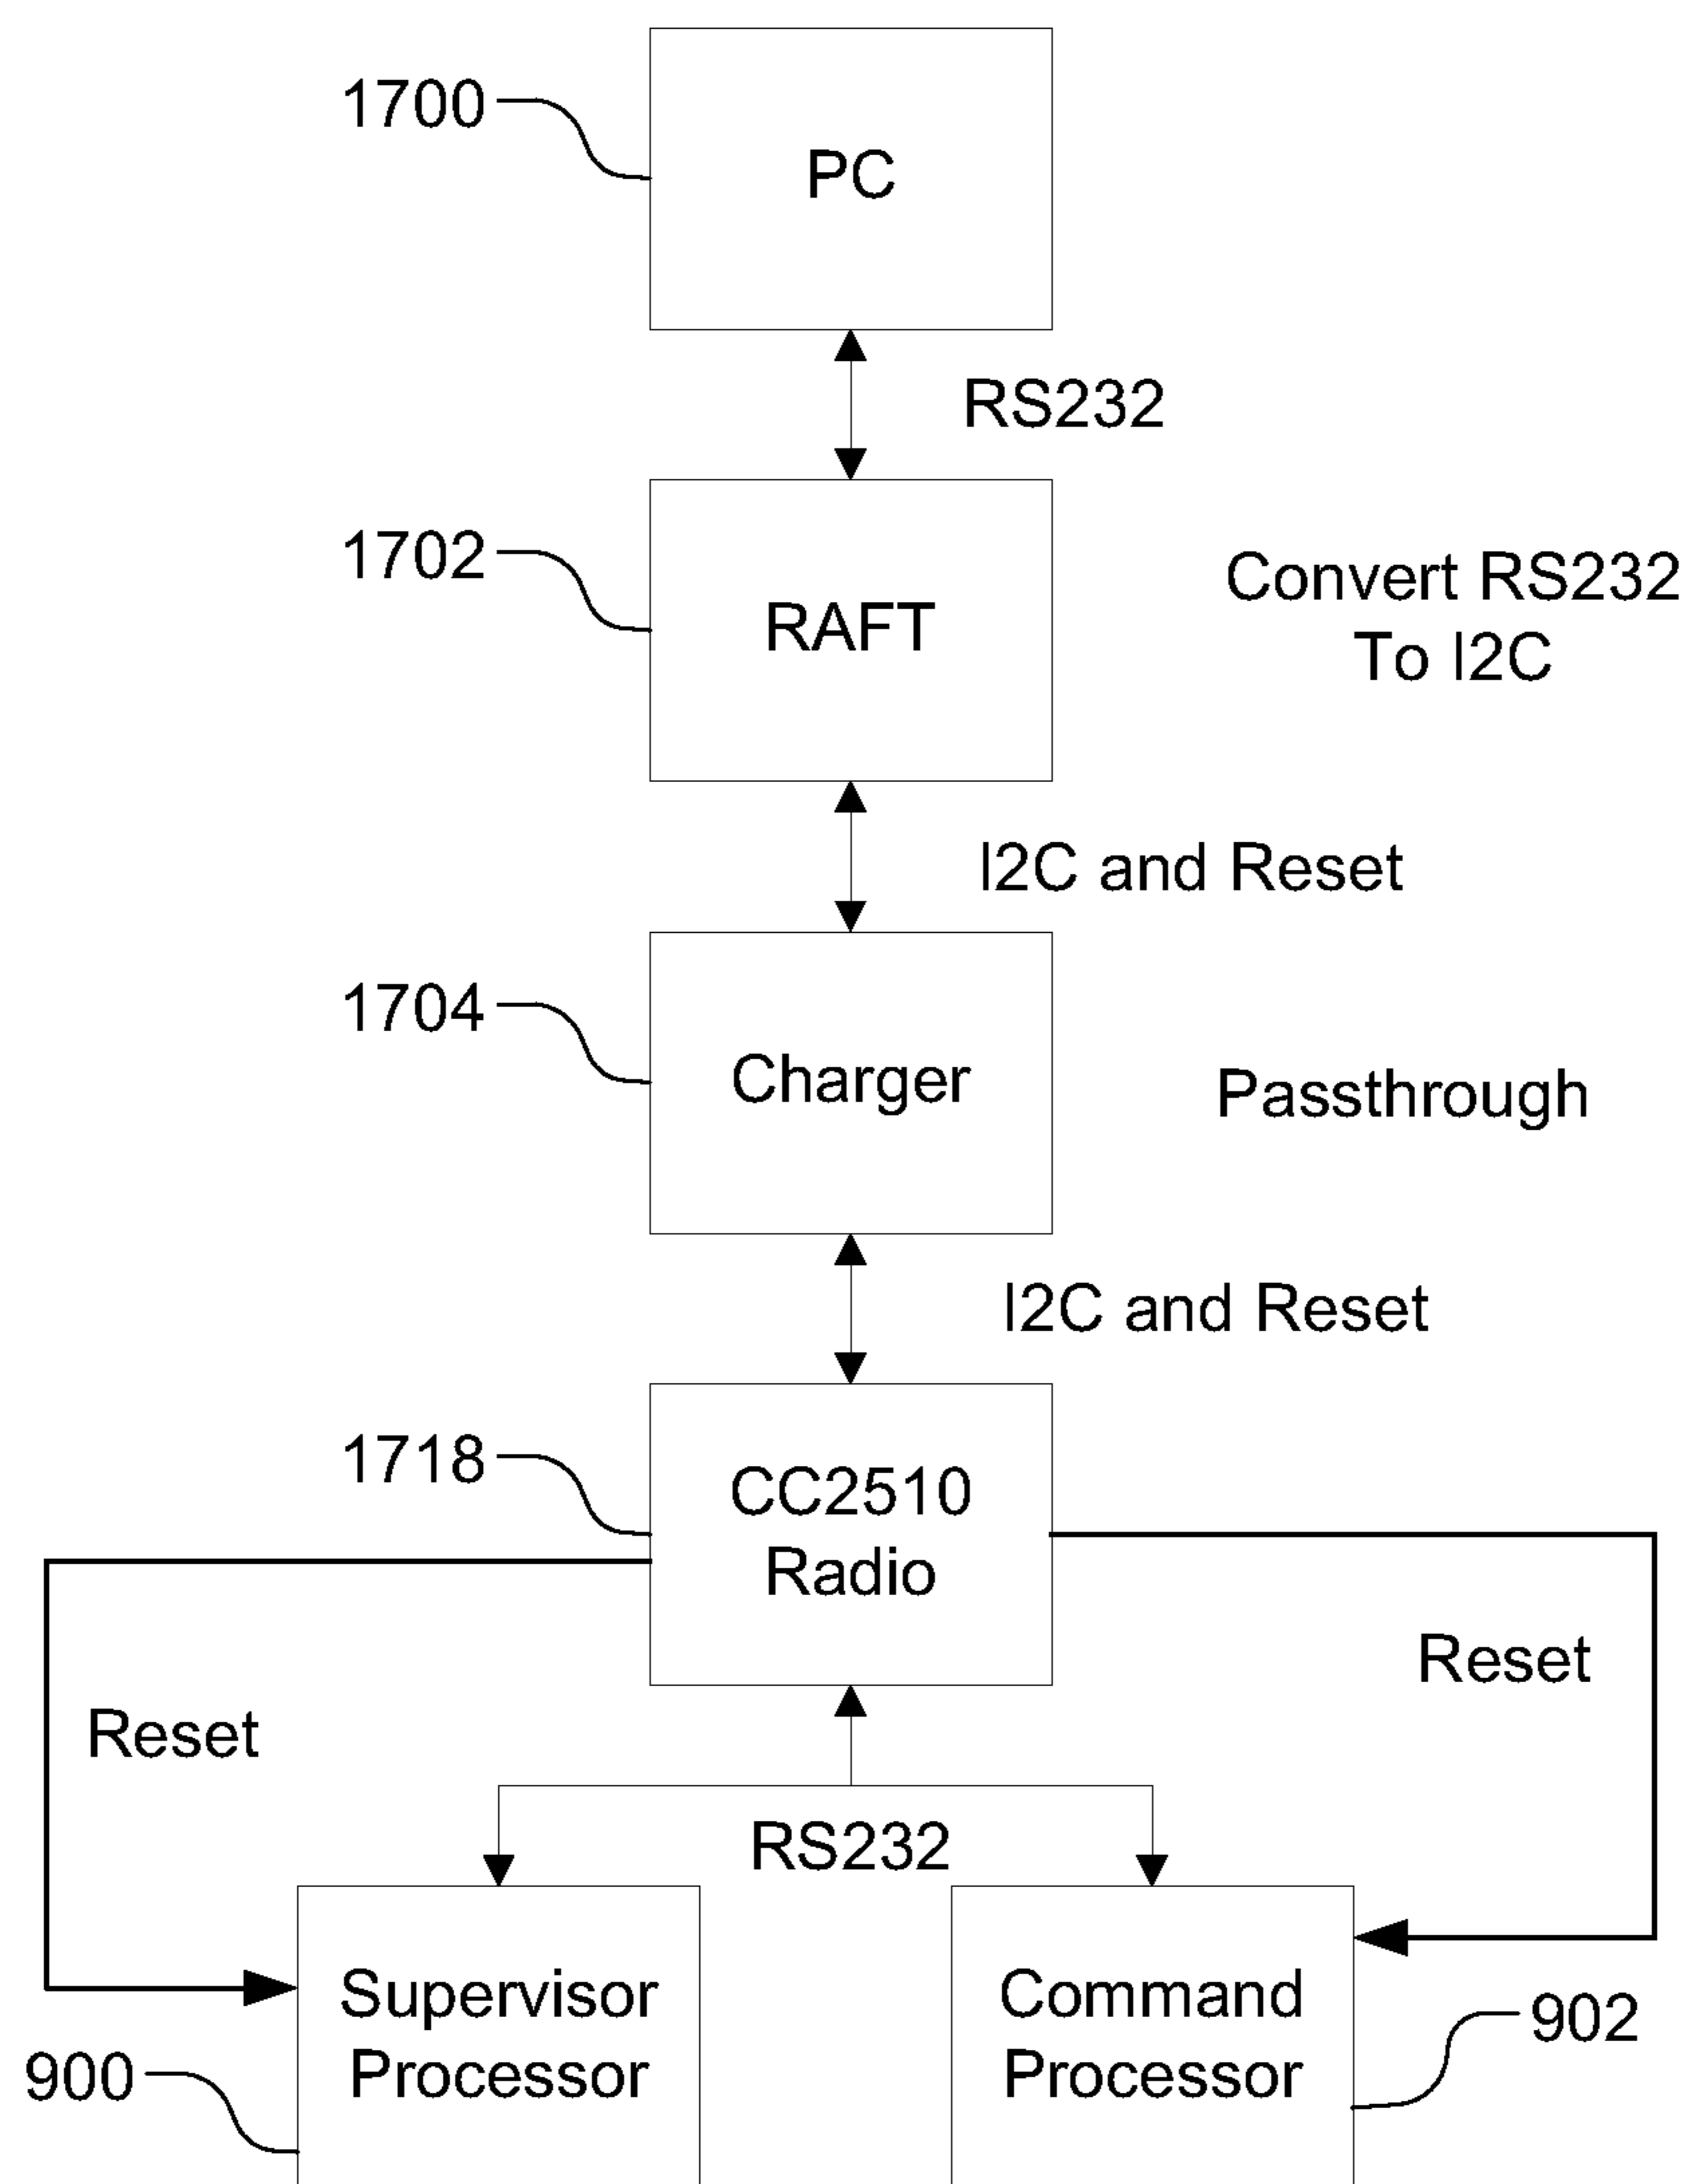 1700
PC
RS232
1702
RAFT
Convert RS232
To I2C
I2C and Reset
1704
Charger
Passthrough
I2C and Reset
1718
CC2510
Radio
Reset
Reset
RS232
Supervisor
Processor
900
Command
Processor
902